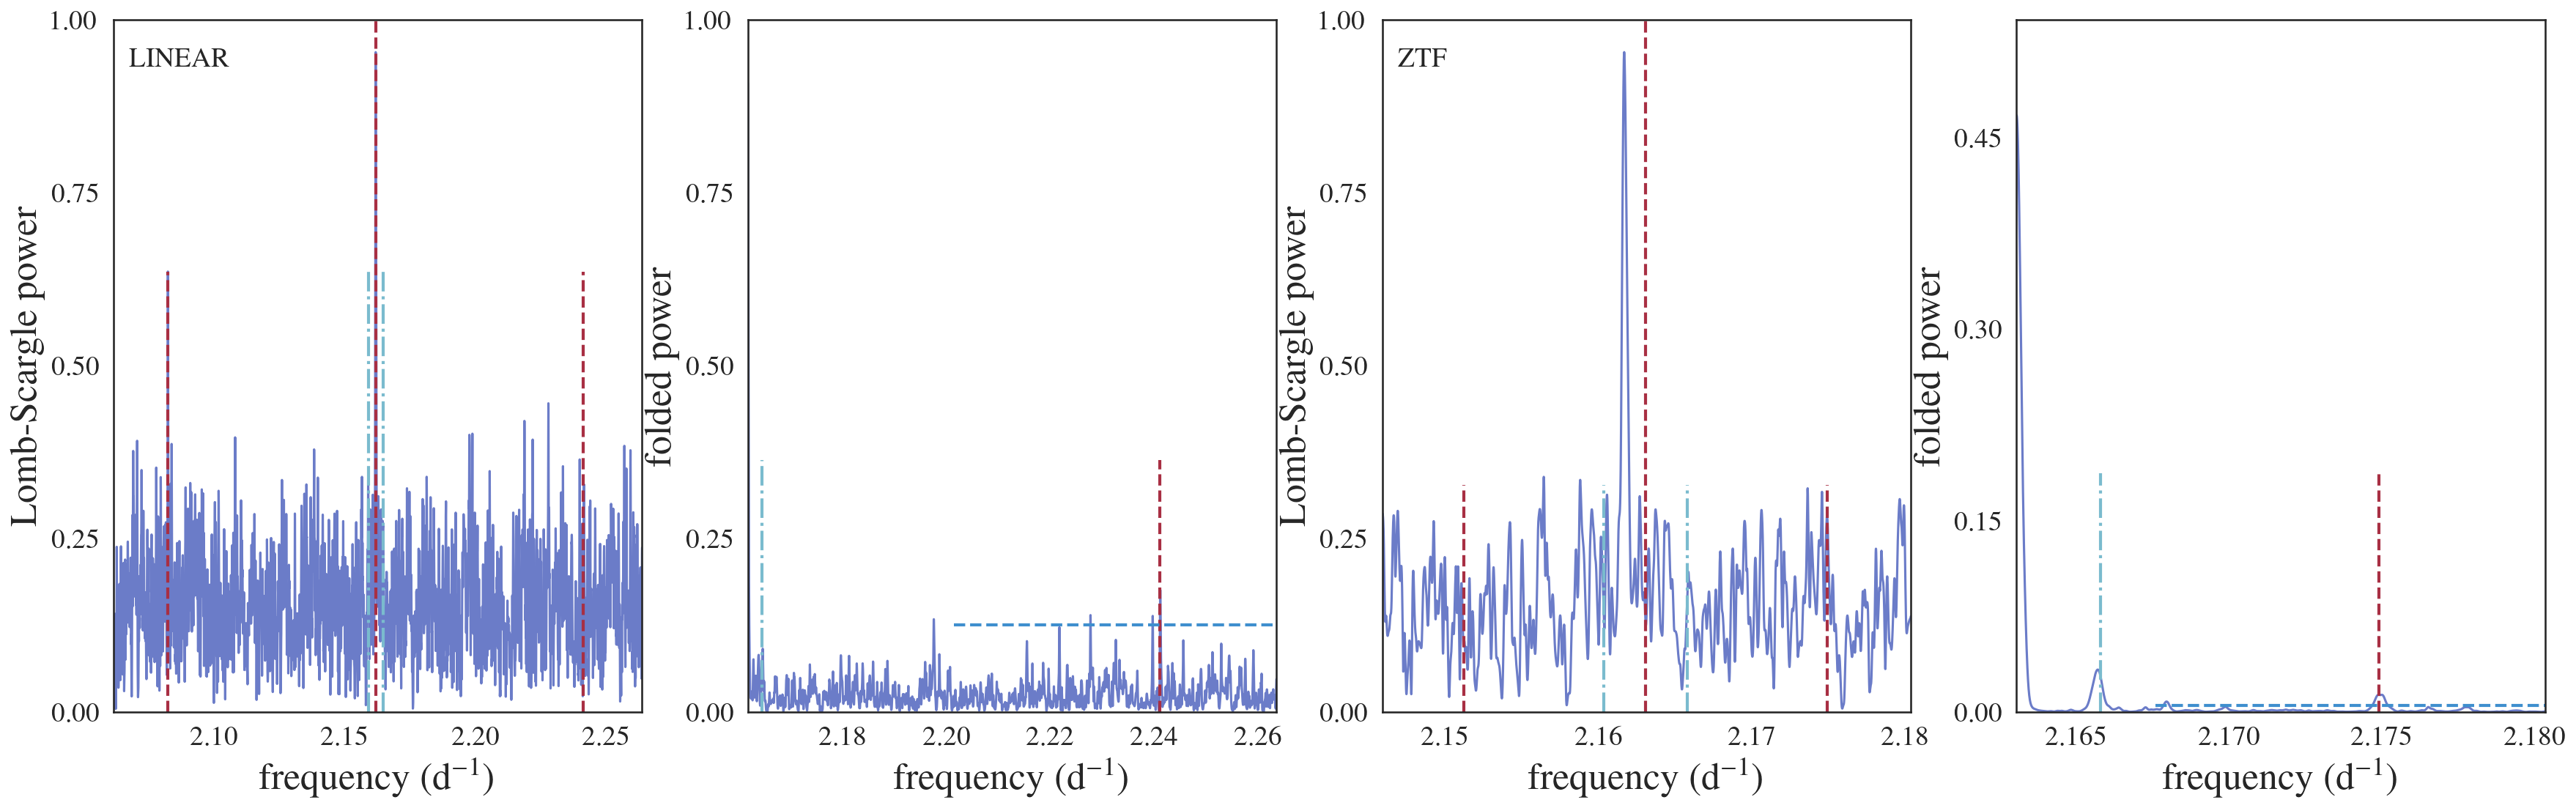 LINEAR
Lomb-Scargle power
1.00
0.75
0.50
0.25
0.00
2.10 2.15 2.20 2.25
frequency (d⁻¹)
folded power
1.00
0.75
0.50
0.25
0.00
2.18 2.20 2.22 2.24 2.26
frequency (d⁻¹)
ZTF
Lomb-Scargle power
1.00
0.75
0.50
0.25
0.00
2.15 2.16 2.17 2.18
frequency (d⁻¹)
folded power
0.45
0.30
0.15
0.00
2.165 2.170 2.175 2.180
frequency (d⁻¹)